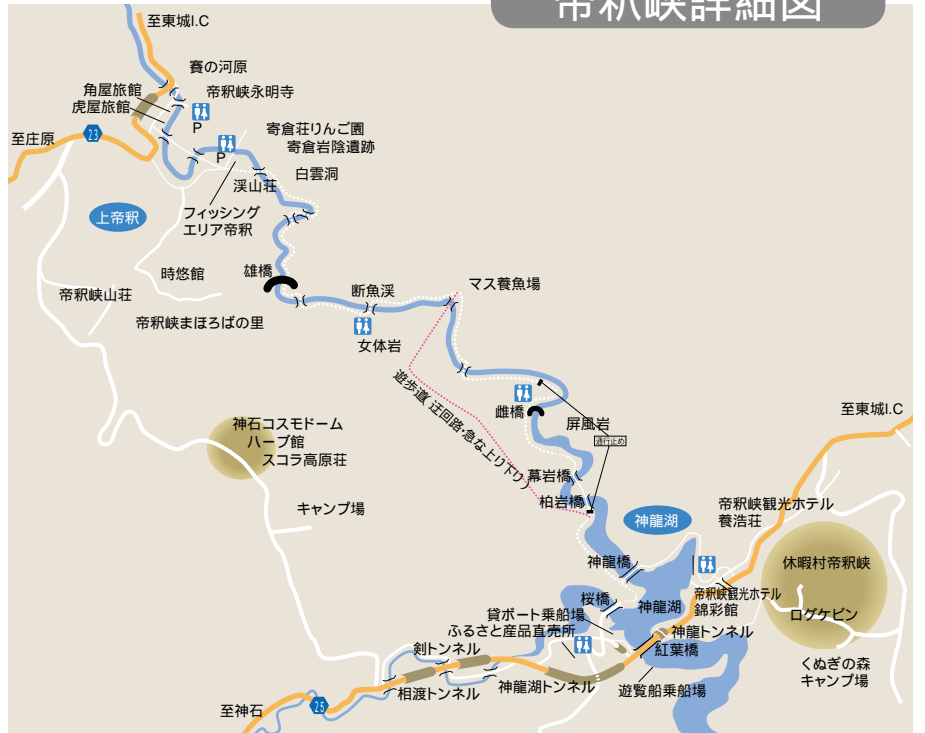 帝釈峡詳細図
至東城I.C
賽の河原
角屋旅館
帝釈峡永明寺
虎屋旅館
P
寄倉荘りんご園
至庄原
23
寄倉岩陰遺跡
P
白雲洞
渓山荘
上帝釈
フィッシング
エリア帝釈
時悠館
雄橋
断魚渓
マス養魚場
帝釈峡山荘
帝釈峡まほろばの里
女体岩
遊歩道(迂回路・急な上り下り)
雌橋
屏風岩
至東城I.C
通行止め
神石コスモドーム
ハーブ館
スコラ高原荘
幕岩橋
柏岩橋
キャンプ場
帝釈峡観光ホテル
養浩荘
神龍湖
神龍橋
休暇村帝釈峡
帝釈峡観光ホテル
錦彩館
桜橋
神龍湖
貸ボート乗船場
ログケビン
ふるさと産品直売所
神龍トンネル
剣トンネル
紅葉橋
くぬぎの森
キャンプ場
相渡トンネル
神龍湖トンネル
遊覧船乗船場
至神石
25